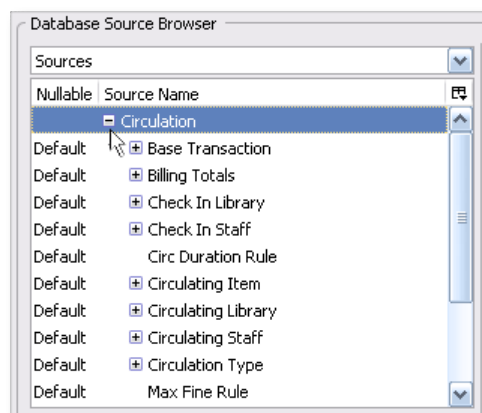 Database Source Browser
Sources
Nullable Source Name
Circulation
Default Base Transaction
Default Billing Totals
Default Check In Library
Default Check In Staff
Default Circ Duration Rule
Default Circulating Item
Default Circulating Library
Default Circulating Staff
Default Circulation Type
Default Max Fine Rule